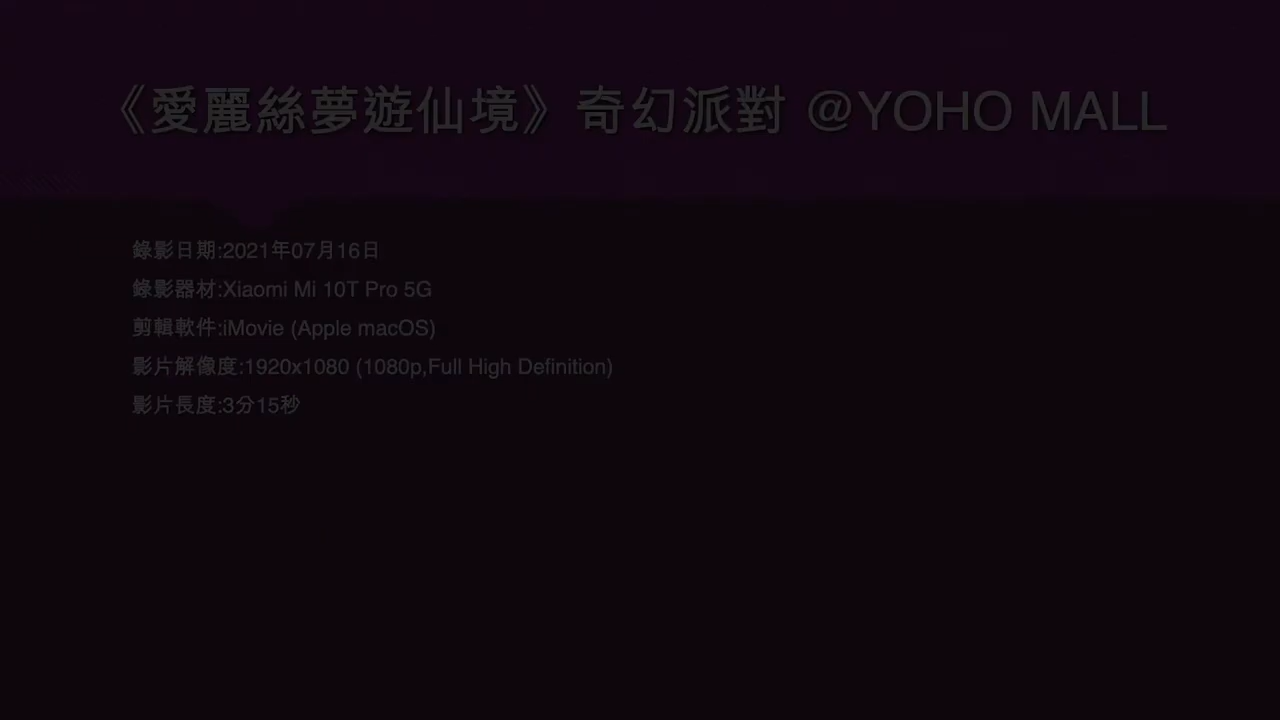 《愛麗絲夢遊仙境》奇幻派對 @YOHO MALL
錄影日期:2021年07月16日
錄影器材:Xiaomi Mi 10T Pro 5G
剪輯軟件:iMovie (Apple macOS)
影片解像度:1920x1080 (1080p,Full High Definition)
影片長度:3分15秒